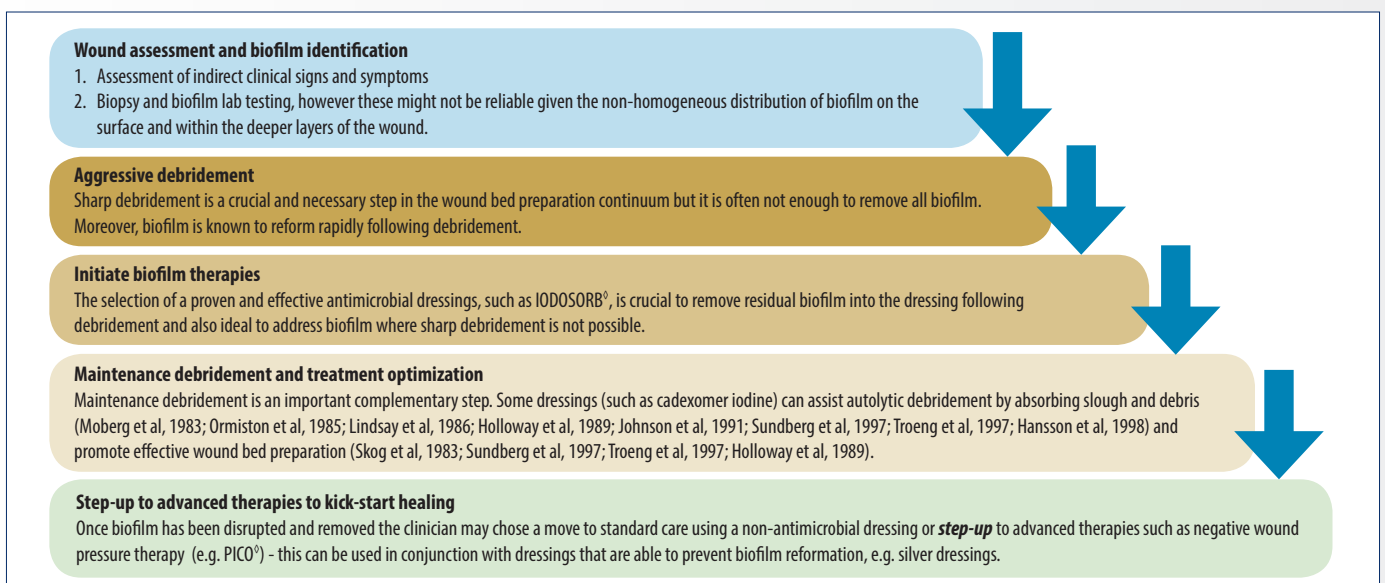 Wound assessment and biofilm identification
1. Assessment of indirect clinical signs and symptoms
2. Biopsy and biofilm lab testing, however these might not be reliable given the non-homogeneous distribution of biofilm on the
surface and within the deeper layers of the wound.
Aggressive debridement
Sharp debridement is a crucial and necessary step in the wound bed preparation continuum but it is often not enough to remove all biofilm.
Moreover, biofilm is known to reform rapidly following debridement.
Initiate biofilm therapies
The selection of a proven and effective antimicrobial dressings, such as IODOSORB◊, is crucial to remove residual biofilm into the dressing following
debridement and also ideal to address biofilm where sharp debridement is not possible.
Maintenance debridement and treatment optimization
Maintenance debridement is an important complementary step. Some dressings (such as cadexomer iodine) can assist autolytic debridement by absorbing slough and debris
(Moberg et al, 1983; Ormiston et al, 1985; Lindsay et al, 1986; Holloway et al, 1989; Johnson et al, 1991; Sundberg et al, 1997; Troeng et al, 1997; Hansson et al, 1998) and
promote effective wound bed preparation (Skog et al, 1983; Sundberg et al, 1997; Troeng et al, 1997; Holloway et al, 1989).
Step-up to advanced therapies to kick-start healing
Once biofilm has been disrupted and removed the clinician may chose a move to standard care using a non-antimicrobial dressing or step-up to advanced therapies such as negative wound
pressure therapy (e.g. PICO◊) - this can be used in conjunction with dressings that are able to prevent biofilm reformation, e.g. silver dressings.